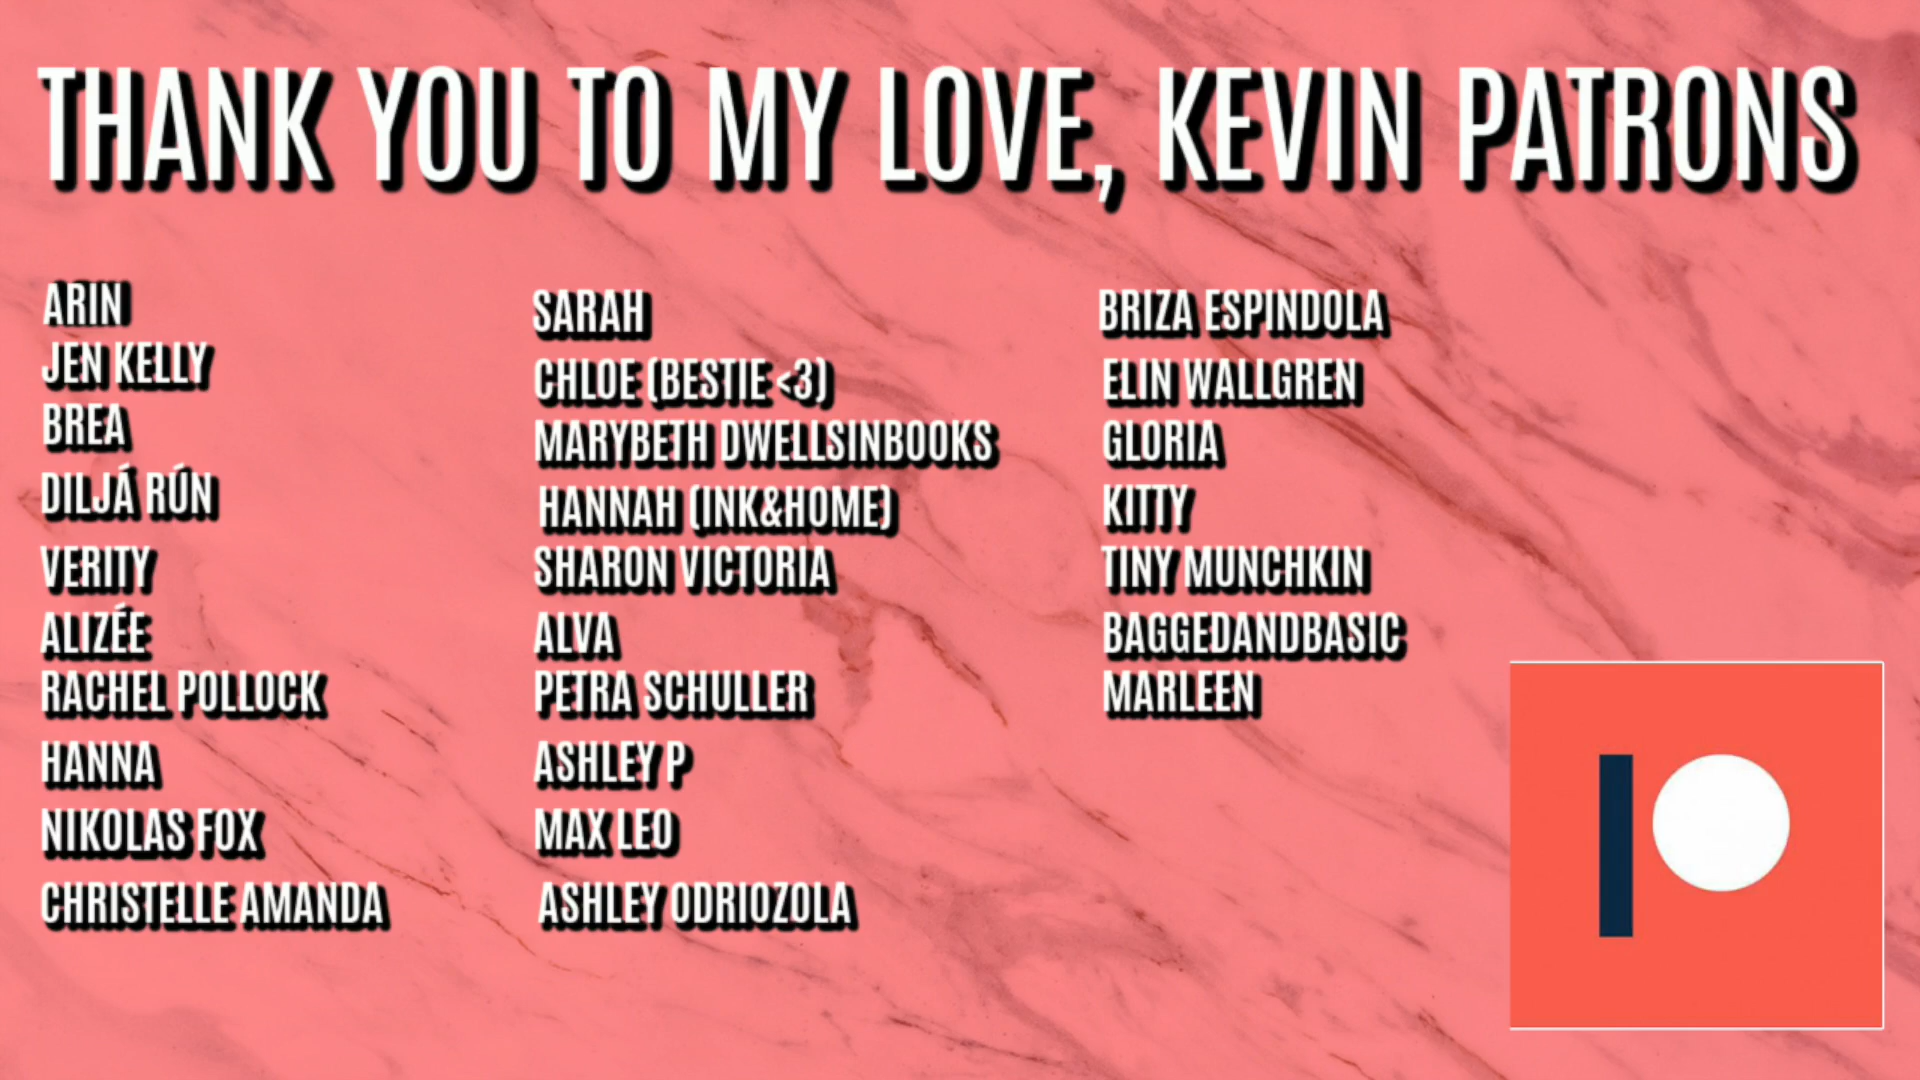 THANK YOU TO MY LOVE, KEVIN PATRONS
ARIN
JEN KELLY
BREA
DILJÁ RÚN
VERITY
ALIZÉE
RACHEL POLLOCK
HANNA
NIKOLAS FOX
CHRISTELLE AMANDA
SARAH
CHLOE (BESTIE <3)
MARYBETH DWELLSINBOOKS
HANNAH (INK&HOME)
SHARON VICTORIA
ALVA
PETRA SCHULLER
ASHLEY P
MAX LEO
ASHLEY ODRIOZOLA
BRIZA ESPINDOLA
ELIN WALLGREN
GLORIA
KITTY
TINY MUNCHKIN
BAGGEDANDBASIC
MARLEEN